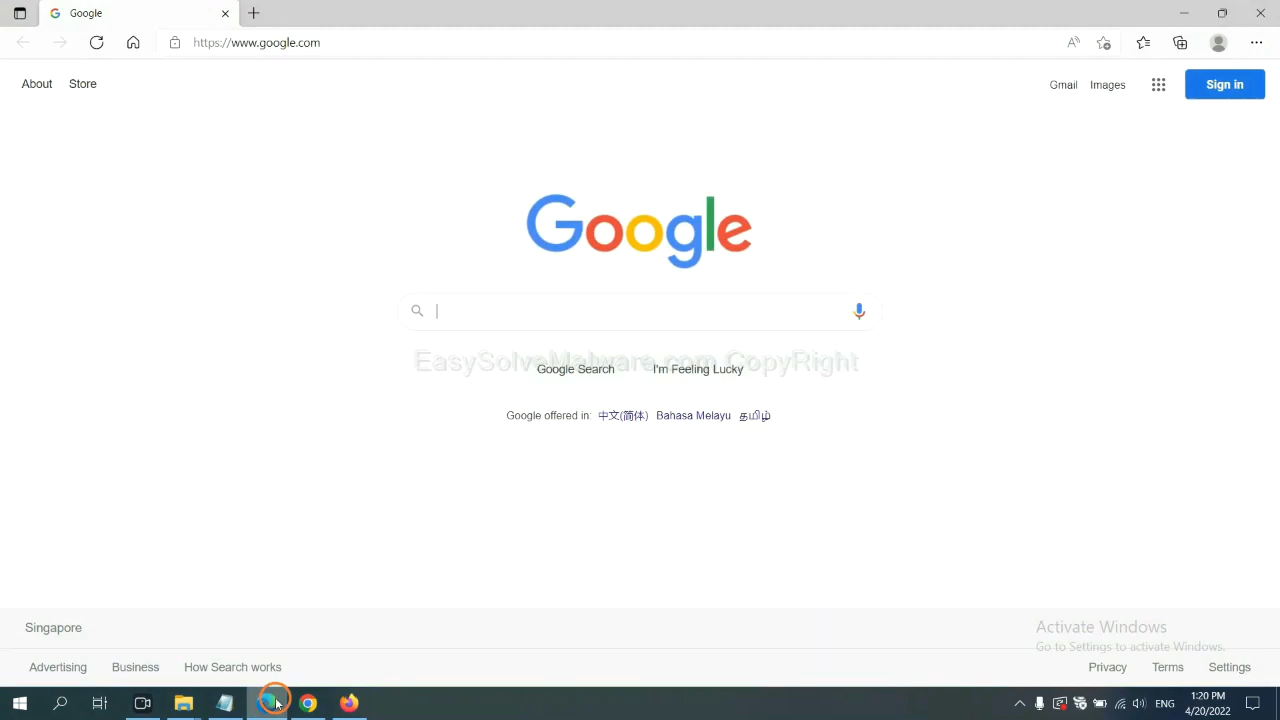 Google
https://www.google.com
About Store
Gmail Images Sign in
Google
EasySolveMalware.com CopyRight
Google Search I'm Feeling Lucky
Google offered in: 中文(简体) Bahasa Melayu தமிழ்
Singapore
Activate Windows
Go to Settings to activate Windows.
Advertising Business How Search works
Privacy Terms Settings
ENG
1:20 PM
4/20/2022